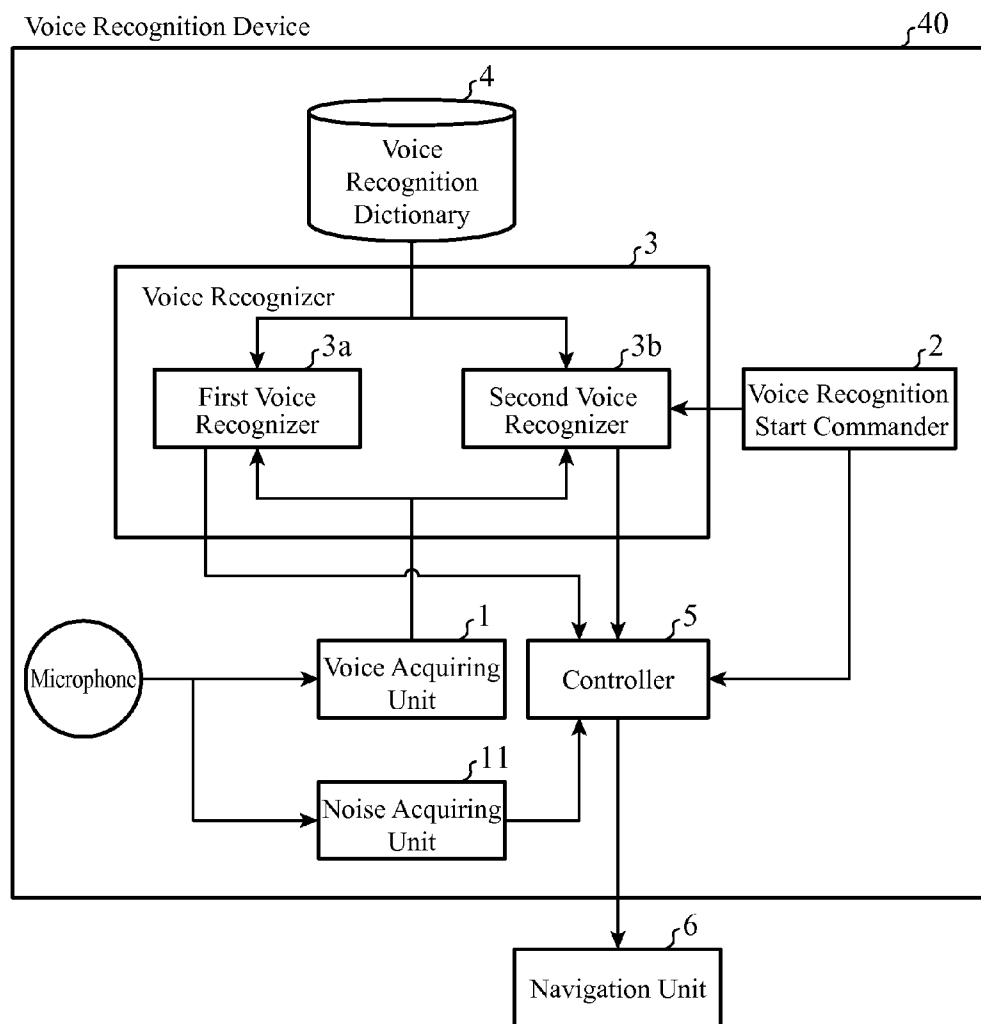 Voice Recognition Device
40
4
Voice
Recognition
Dictionary
3
Voice Recognizer
3a
First Voice
Recognizer
3b
Second Voice
Recognizer
2
Voice Recognition
Start Commander
Microphone
1
Voice Acquiring
Unit
5
Controller
11
Noise Acquiring
Unit
6
Navigation Unit